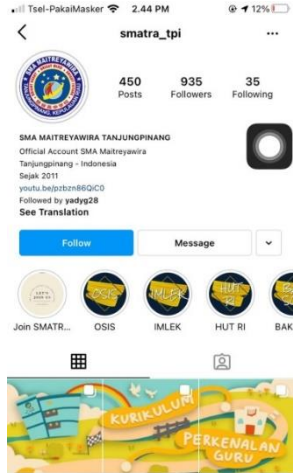 Tsel-PakaiMasker 2.44 PM 12%
smatra_tpi
450 935 35
Posts Followers Following
SMA MAITREYAWIRA TANJUNGPINANG
Official Account SMA Maitreyawira
Tanjungpinang - Indonesia
Sejak 2011
youtu.be/pzbzn86QiC0
Followed by yadyg28
See Translation
Follow Message
OSIS IMLEK HUT
RI
Join SMATR... OSIS IMLEK HUT RI BAK
KURIKULUM
PERKENALAN
GURU